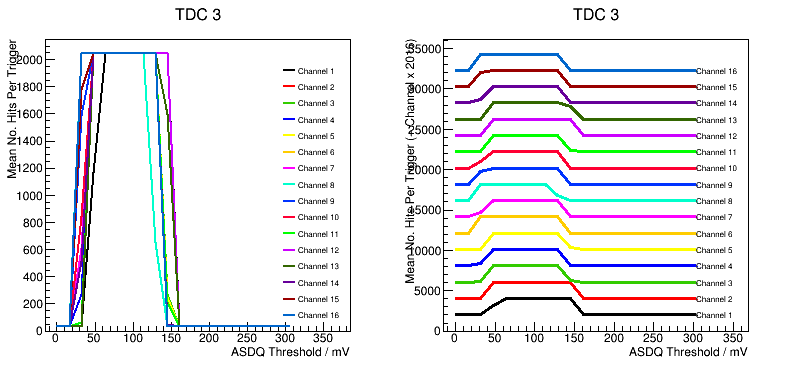 TDC 3
Mean No. Hits Per Trigger
2000
1800
1600
1400
1200
1000
800
600
400
200
0
0 50 100 150 200 250 300 350
ASDQ Threshold / mV
Channel 1
Channel 2
Channel 3
Channel 4
Channel 5
Channel 6
Channel 7
Channel 8
Channel 9
Channel 10
Channel 11
Channel 12
Channel 13
Channel 14
Channel 15
Channel 16
TDC 3
Mean No. Hits Per Trigger (+ Channel x 2016)
35000
30000
25000
20000
15000
10000
5000
0
0 50 100 150 200 250 300 350
ASDQ Threshold / mV
Channel 16
Channel 15
Channel 14
Channel 13
Channel 12
Channel 11
Channel 10
Channel 9
Channel 8
Channel 7
Channel 6
Channel 5
Channel 4
Channel 3
Channel 2
Channel 1